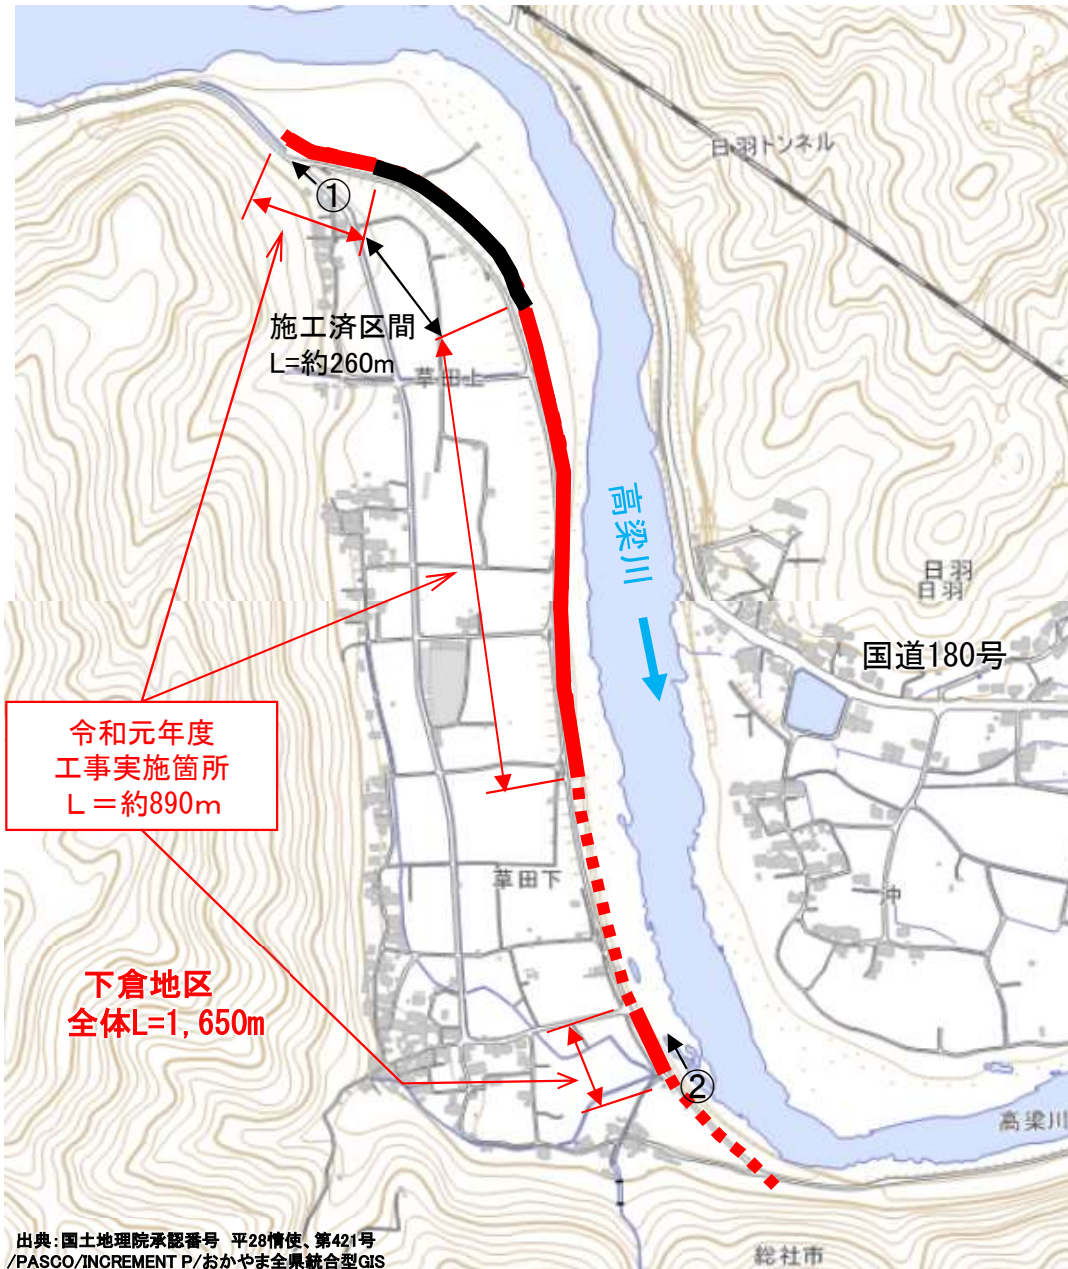 日羽トンネル
①
施工済区間
L=約260m
草田上
高梁川
日羽
日羽
国道180号
令和元年度
工事実施箇所
L=約890m
草田下
中
下倉地区
全体L=1,650m
②
高梁川
出典:国土地理院承認番号 平28情使、第421号
/PASCO/INCREMENT P/おかやま全県統合型GIS
総社市